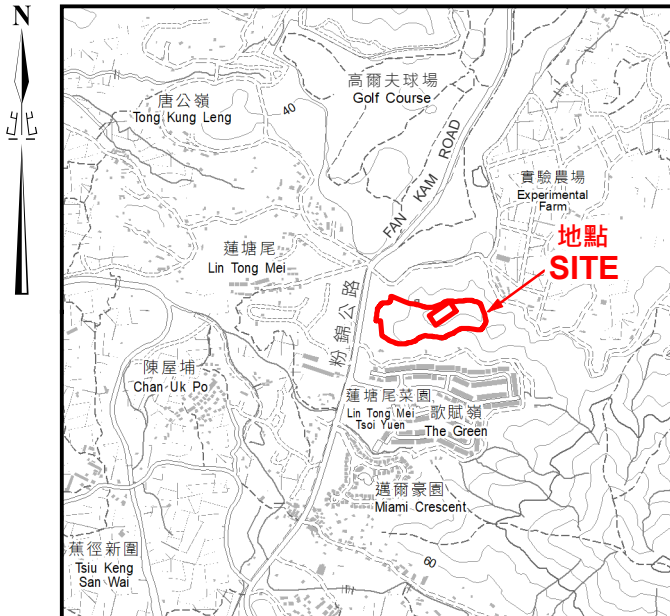 N
高爾夫球場
Golf Course
唐公嶺
Tong Kung Leng
40
FAN KAM ROAD
實驗農場
Experimental
Farm
地點
SITE
蓮塘尾
Lin Tong Mei
粉錦公路
陳屋埔
Chan Uk Po
蓮塘尾菜園
Lin Tong Mei
Tsoi Yuen
歌賦嶺
The Green
邁爾豪園
Miami Crescent
蕉徑新圍
Tsiu Keng
San Wai
60